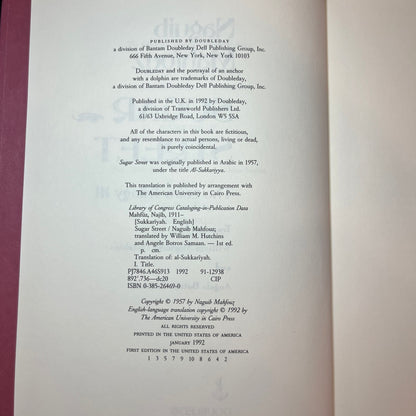 PUBLISHED BY DOUBLEDAY
a division of Bantam Doubleday Dell Publishing Group, Inc.
666 Fifth Avenue, New York, New York 10103
DOUBLEDAY and the portrayal of an anchor
with a dolphin are trademarks of Doubleday,
a division of Bantam Doubleday Dell Publishing Group, Inc.
Published in the U.K. in 1992 by Doubleday,
a division of Transworld Publishers Ltd.
61/63 Uxbridge Road, London W5 5SA
All of the characters in this book are fictitious,
and any resemblance to actual persons, living or dead,
is purely coincidental.
Sugar Street was originally published in Arabic in 1957,
under the title Al-Sukkariyya.
This translation is published by arrangement with
The American University in Cairo Press.
Library of Congress Cataloging-in-Publication Data
Mahfūz, Najīb, 1911–
[Sukkarīyah. English]
Sugar Street / Naguib Mahfouz;
translated by William M. Hutchins
and Angele Botros Samaan. — 1st ed.
p. cm.
Translation of: al-Sukkarīyah.
I. Title.
PJ7846.A46S913 1992 91-12938
892'.736—dc20 CIP
ISBN 0-385-26469-0
Copyright © 1957 by Naguib Mahfouz
English-language translation copyright © 1992 by
The American University in Cairo Press
ALL RIGHTS RESERVED
PRINTED IN THE UNITED STATES OF AMERICA
JANUARY 1992
FIRST EDITION IN THE UNITED STATES OF AMERICA
1 3 5 7 9 10 8 6 4 2